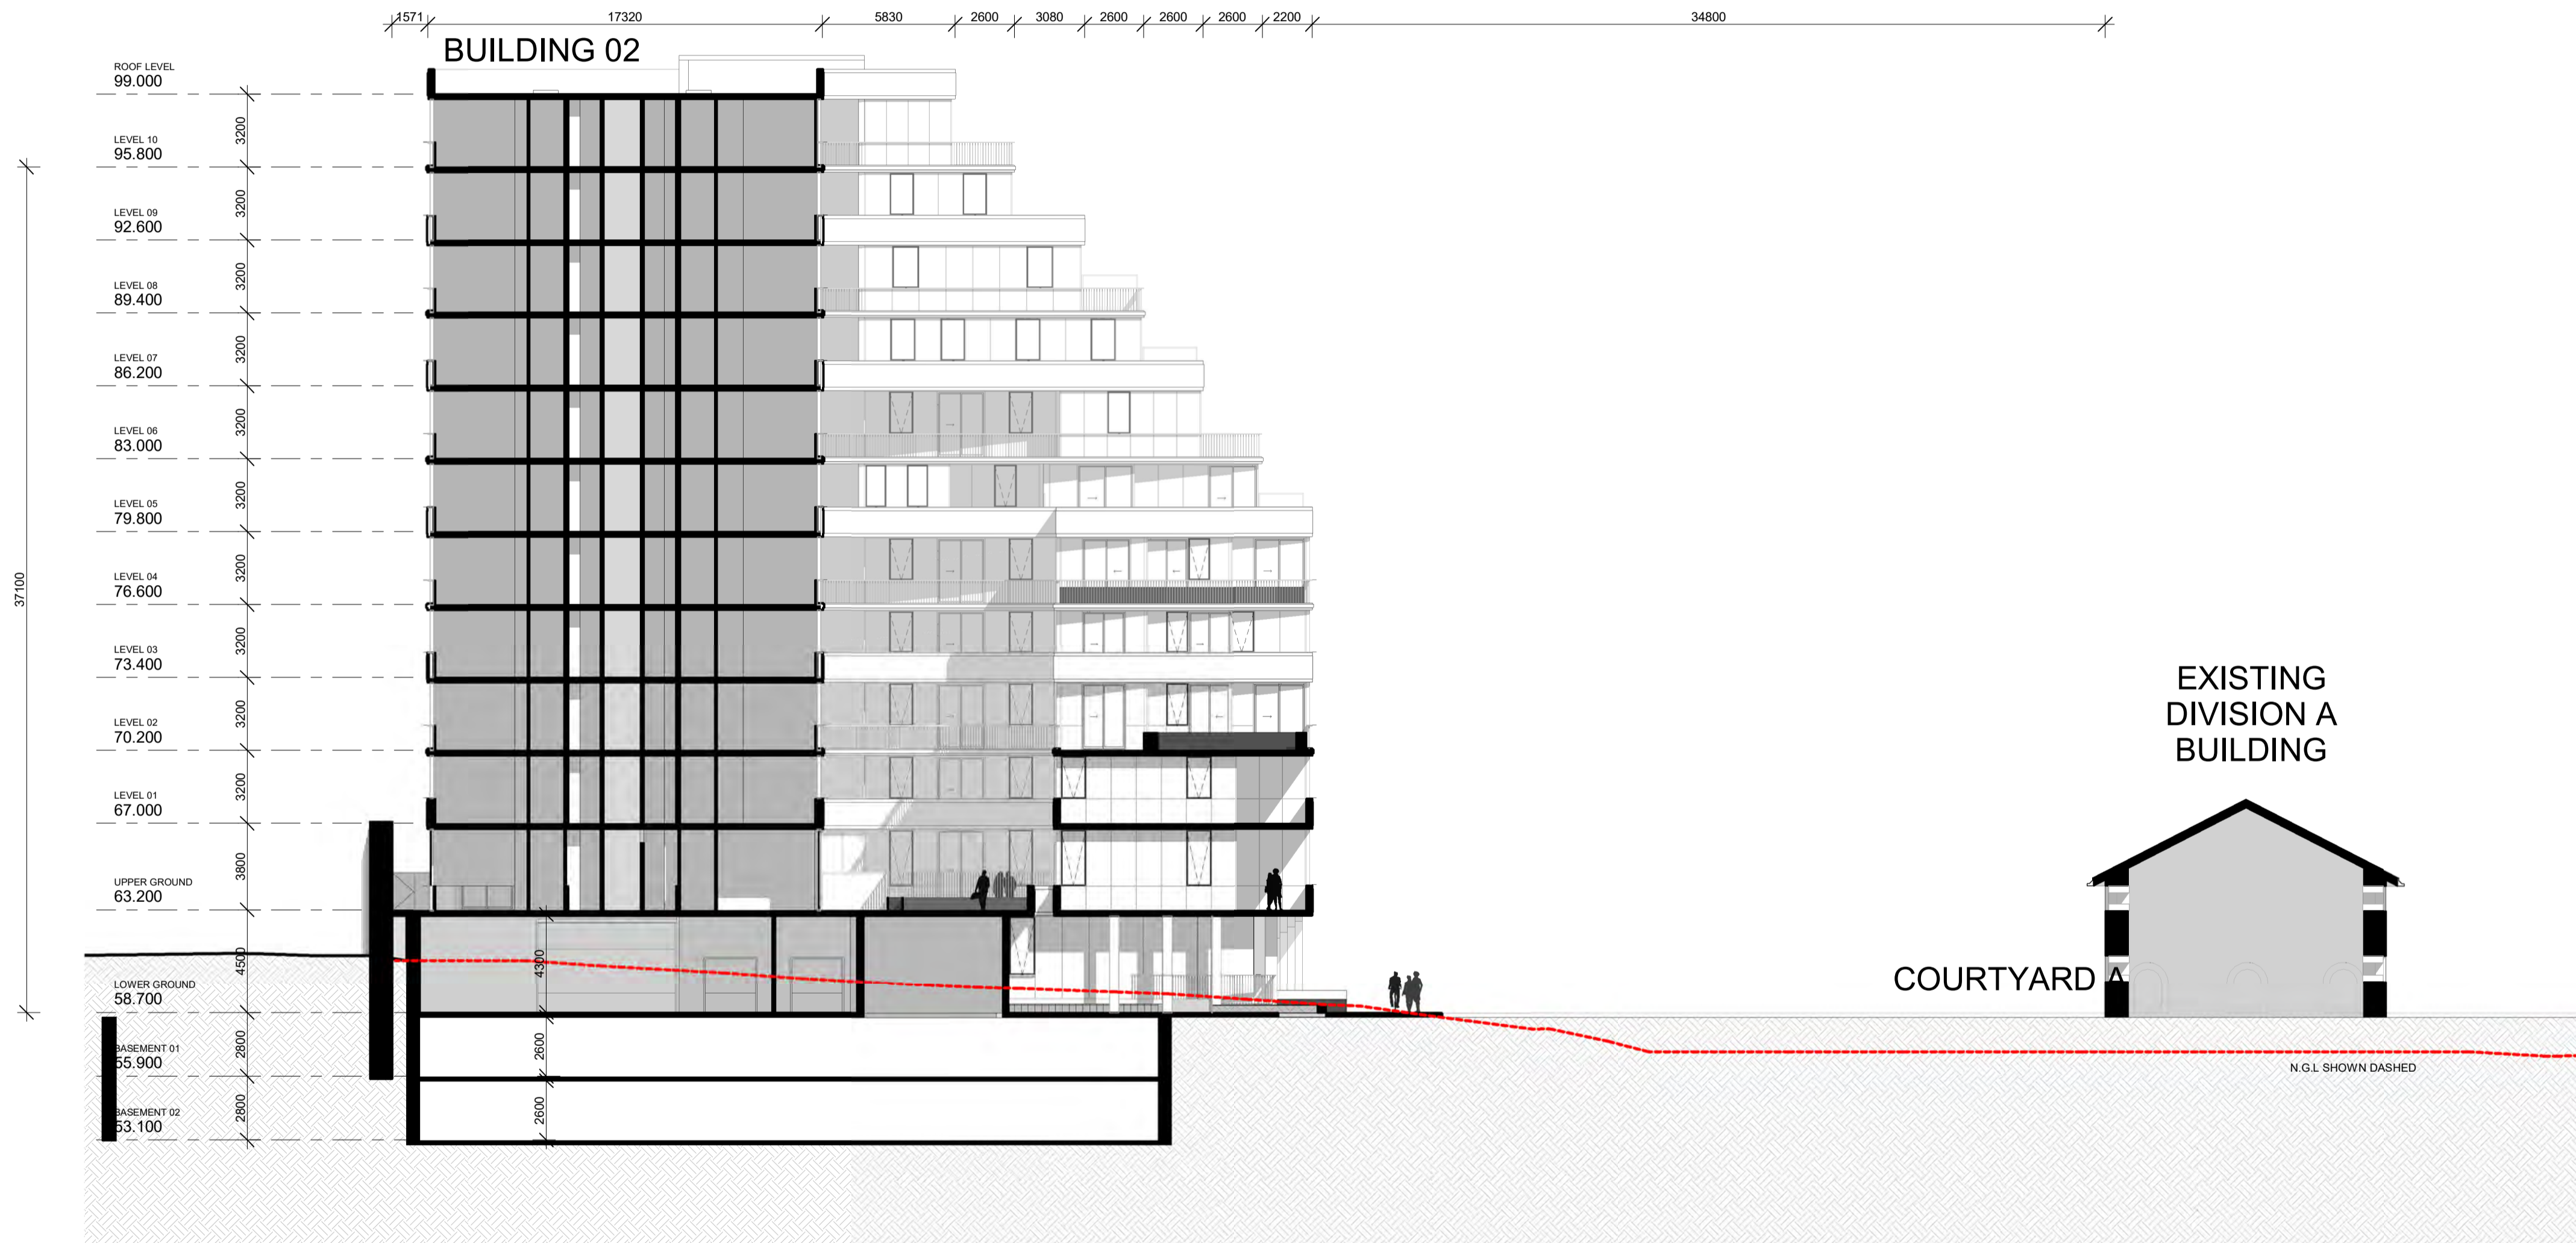 1571
17320
5830
2600
3080
2600
2600
2600
2200
34800
BUILDING 02
ROOF LEVEL
99.000
3200
LEVEL 10
95.800
3200
LEVEL 09
92.600
3200
LEVEL 08
89.400
3200
LEVEL 07
86.200
3200
LEVEL 06
83.000
3200
LEVEL 05
79.800
3200
LEVEL 04
76.600
37100
3200
LEVEL 03
73.400
3200
LEVEL 02
70.200
3200
LEVEL 01
67.000
3800
UPPER GROUND
63.200
4500
4300
LOWER GROUND
58.700
2800
2600
BASEMENT 01
55.900
2800
2600
BASEMENT 02
53.100
EXISTING
DIVISION A
BUILDING
COURTYARD A
N.G.L SHOWN DASHED